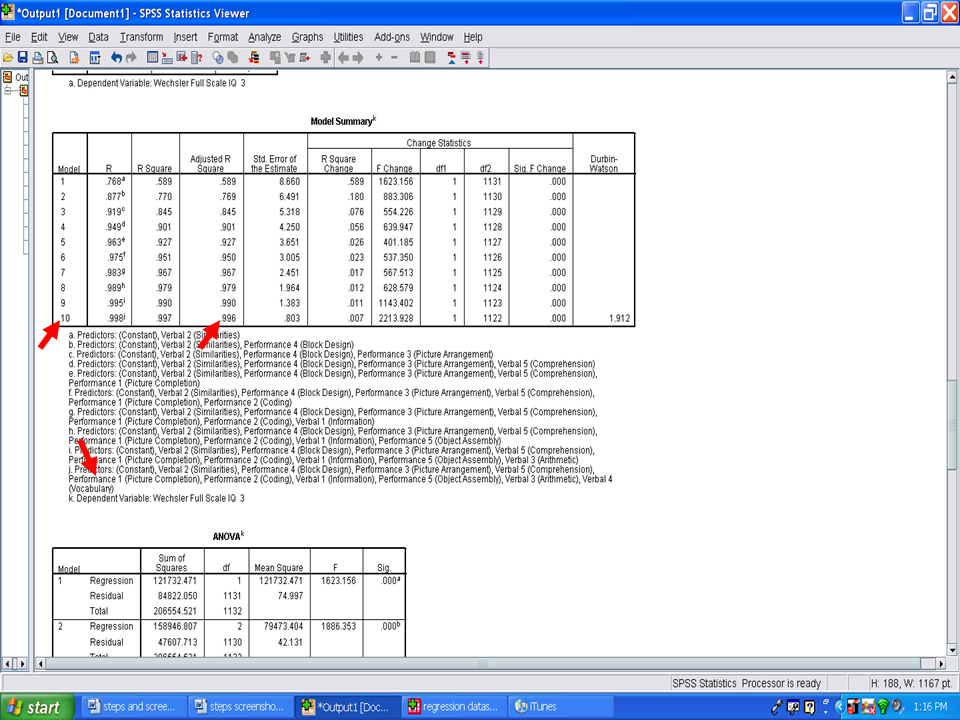 *Output1 [Document1] - SPSS Statistics Viewer
File Edit View Data Transform Insert Format Analyze Graphs Utilities Add-ons Window Help
Out
a. Dependent Variable: Wechsler Full Scale IQ 3
Model Summaryk
Change Statistics
Model R R Square Adjusted R Square Std. Error of the Estimate R Square Change F Change df1 df2 Sig. F Change Durbin-Watson
1 .768a .589 .589 8.660 .589 1623.156 1 1131 .000
2 .877b .770 .769 6.491 .180 883.306 1 1130 .000
3 .919c .845 .845 5.318 .076 554.226 1 1129 .000
4 .949d .901 .901 4.250 .056 639.947 1 1128 .000
5 .963e .927 .927 3.651 .026 401.185 1 1127 .000
6 .975f .951 .950 3.005 .023 537.350 1 1126 .000
7 .983g .967 .967 2.451 .017 567.513 1 1125 .000
8 .989h .979 .979 1.964 .012 628.579 1 1124 .000
9 .995i .990 .990 1.383 .011 1143.402 1 1123 .000
10 .998j .997 .996 .803 .007 2213.928 1 1122 .000 1.912
a. Predictors: (Constant), Verbal 2 (Similarities)
b. Predictors: (Constant), Verbal 2 (Similarities), Performance 4 (Block Design)
c. Predictors: (Constant), Verbal 2 (Similarities), Performance 4 (Block Design), Performance 3 (Picture Arrangement)
d. Predictors: (Constant), Verbal 2 (Similarities), Performance 4 (Block Design), Performance 3 (Picture Arrangement), Verbal 5 (Comprehension)
e. Predictors: (Constant), Verbal 2 (Similarities), Performance 4 (Block Design), Performance 3 (Picture Arrangement), Verbal 5 (Comprehension),
Performance 1 (Picture Completion)
f. Predictors: (Constant), Verbal 2 (Similarities), Performance 4 (Block Design), Performance 3 (Picture Arrangement), Verbal 5 (Comprehension),
Performance 1 (Picture Completion), Performance 2 (Coding)
g. Predictors: (Constant), Verbal 2 (Similarities), Performance 4 (Block Design), Performance 3 (Picture Arrangement), Verbal 5 (Comprehension),
Performance 1 (Picture Completion), Performance 2 (Coding), Verbal 1 (Information)
h. Predictors: (Constant), Verbal 2 (Similarities), Performance 4 (Block Design), Performance 3 (Picture Arrangement), Verbal 5 (Comprehension),
Performance 1 (Picture Completion), Performance 2 (Coding), Verbal 1 (Information), Performance 5 (Object Assembly)
i. Predictors: (Constant), Verbal 2 (Similarities), Performance 4 (Block Design), Performance 3 (Picture Arrangement), Verbal 5 (Comprehension),
Performance 1 (Picture Completion), Performance 2 (Coding), Verbal 1 (Information), Performance 5 (Object Assembly), Verbal 3 (Arithmetic)
j. Predictors: (Constant), Verbal 2 (Similarities), Performance 4 (Block Design), Performance 3 (Picture Arrangement), Verbal 5 (Comprehension),
Performance 1 (Picture Completion), Performance 2 (Coding), Verbal 1 (Information), Performance 5 (Object Assembly), Verbal 3 (Arithmetic), Verbal 4
(Vocabulary)
k. Dependent Variable: Wechsler Full Scale IQ 3
ANOVAk
Model Sum of Squares df Mean Square F Sig.
1 Regression 121732.471 1 121732.471 1623.156 .000a
Residual 84822.050 1131 74.997
Total 206554.521 1132
2 Regression 158946.807 2 79473.404 1886.353 .000b
Residual 47607.713 1130 42.131
Total 206554.521 1132
SPSS Statistics Processor is ready H: 188, W: 1167 pt.
start steps and scree... steps screensho... *Output1 [Doc... regression datas... iTunes 1:16 PM